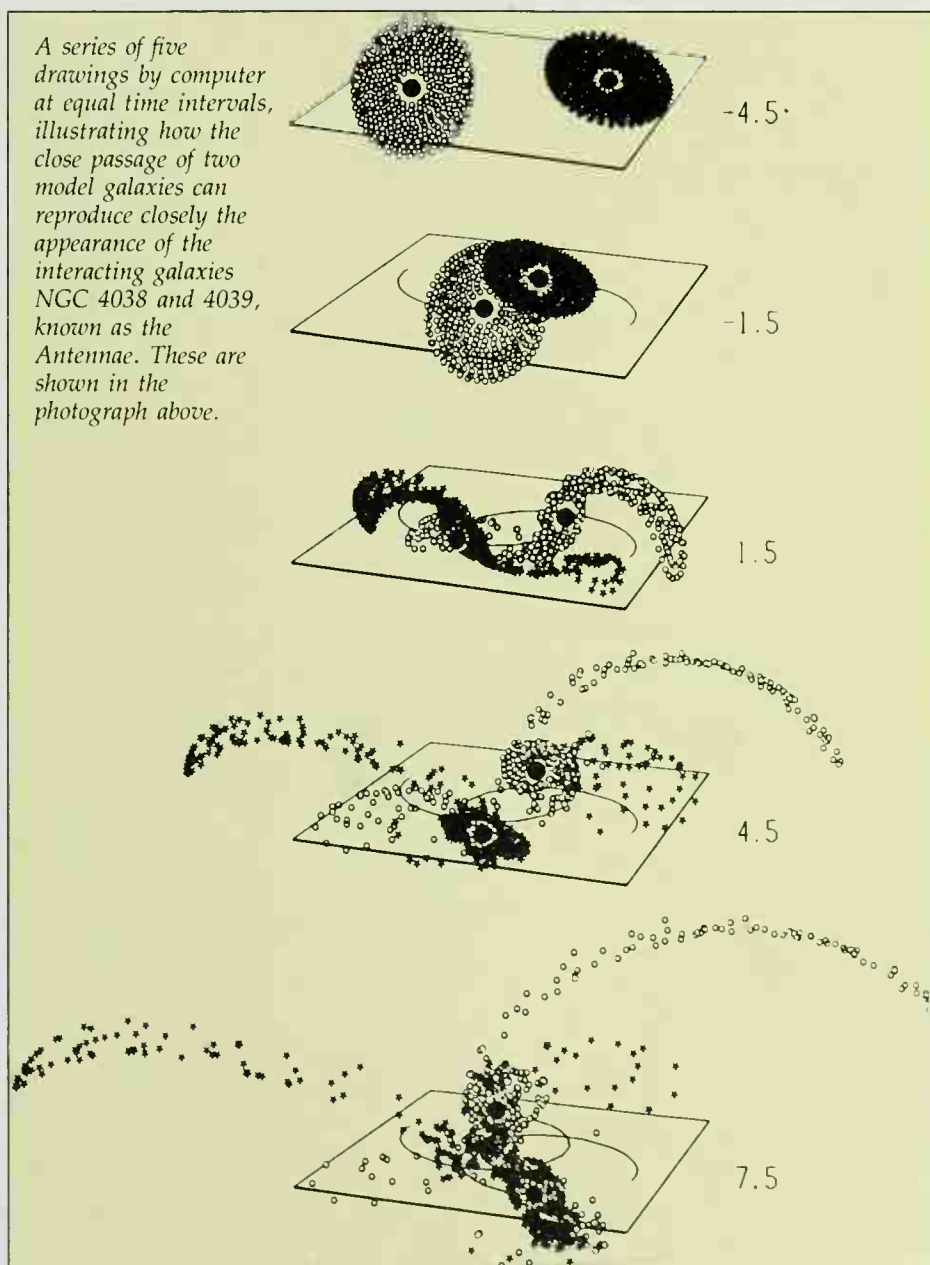 A series of five
drawings by computer
at equal time intervals,
illustrating how the
close passage of two
model galaxies can
reproduce closely the
appearance of the
interacting galaxies
NGC 4038 and 4039,
known as the
Antennae. These are
shown in the
photograph above.
-4.5
-1.5
1.5
4.5
7.5